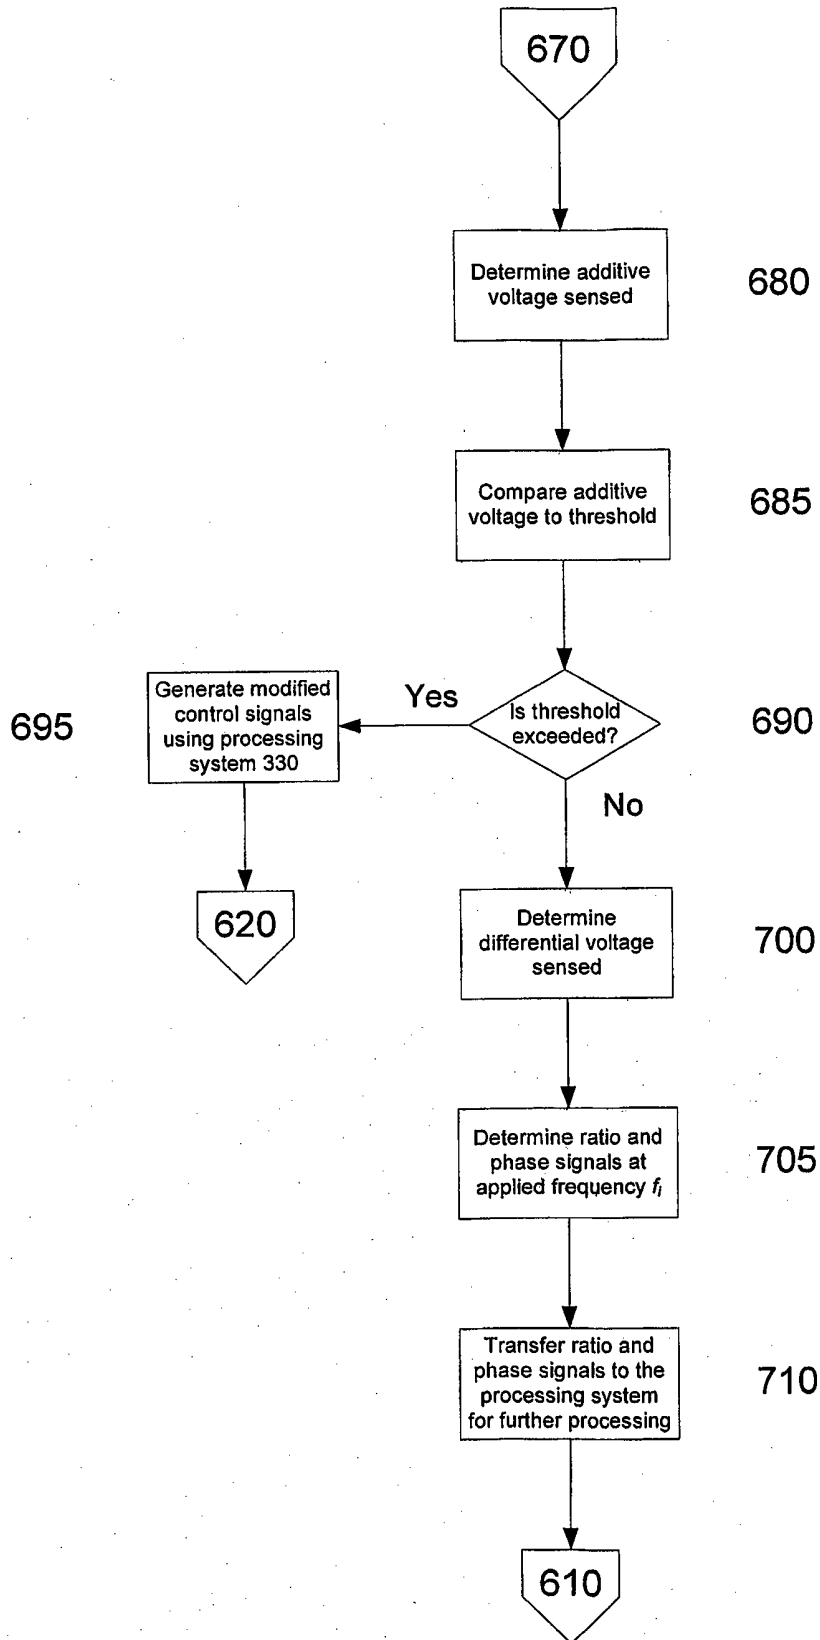 670
Determine additive
voltage sensed
680
Compare additive
voltage to threshold
685
Generate modified
control signals
using processing
system 330
695
Yes
Is threshold
exceeded?
690
No
620
Determine
differential voltage
sensed
700
Determine ratio and
phase signals at
applied frequency fi
705
Transfer ratio and
phase signals to the
processing system
for further processing
710
610